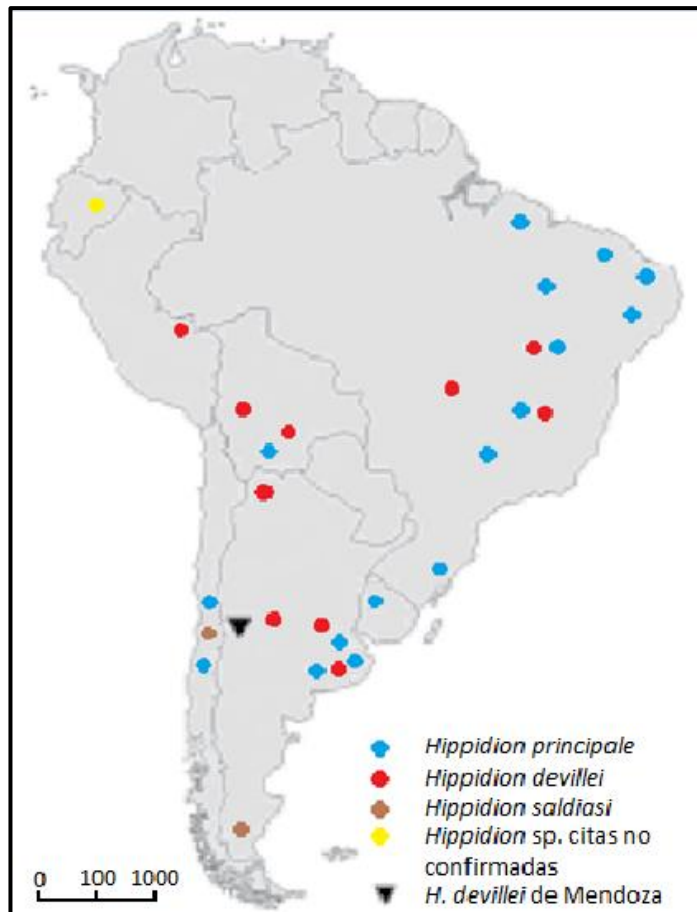 Hippidion principale
Hippidion devillei
Hippidion saldiasi
Hippidion sp. citas no
confirmadas
H. devillei de Mendoza
0 100 1000